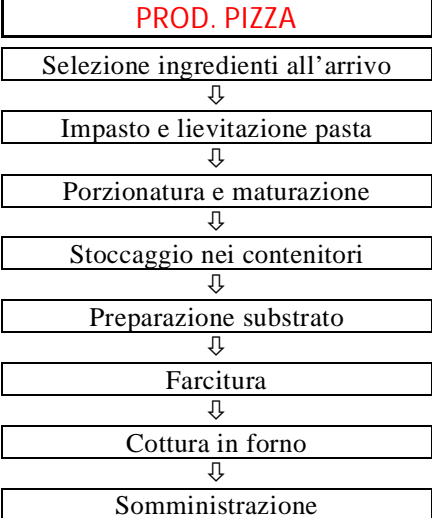 PROD. PIZZA
Selezione ingredienti all’arrivo
⇩
Impasto e lievitazione pasta
⇩
Porzionatura e maturazione
⇩
Stoccaggio nei contenitori
⇩
Preparazione substrato
⇩
Farcitura
⇩
Cottura in forno
⇩
Somministrazione